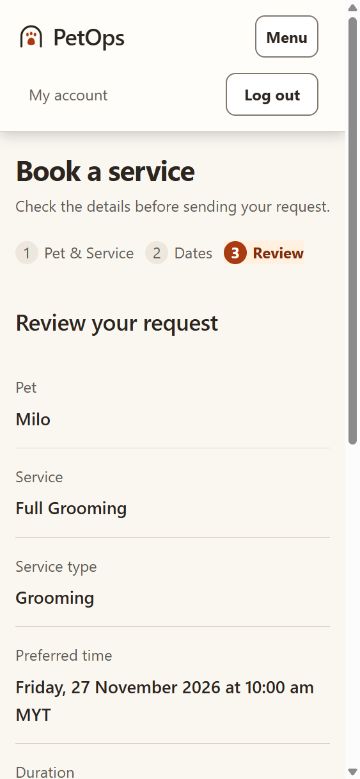 PetOps
Menu
My account
Log out
Book a service
Check the details before sending your request.
1 Pet & Service 2 Dates 3 Review
Review your request
Pet
Milo
Service
Full Grooming
Service type
Grooming
Preferred time
Friday, 27 November 2026 at 10:00 am
MYT
Duration